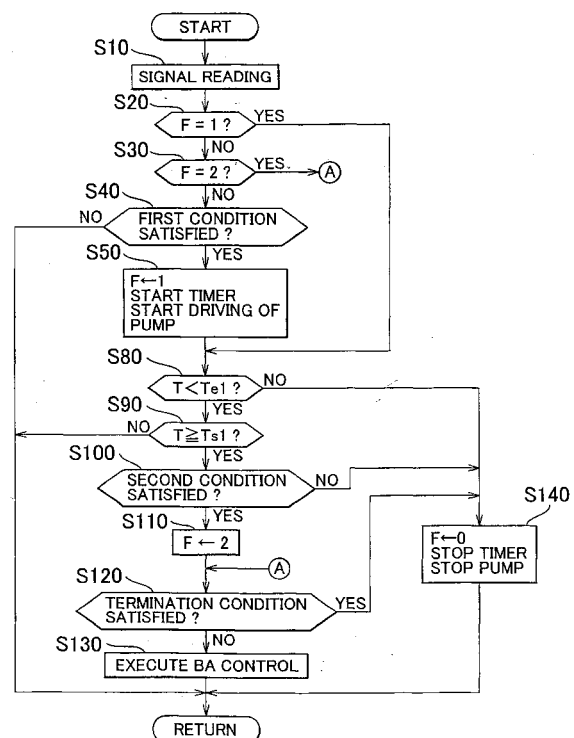 START
S10
SIGNAL READING
S20
F = 1 ?
YES
NO
S30
F = 2 ?
YES
A
NO
S40
NO
FIRST CONDITION
SATISFIED ?
YES
S50
F←1
START TIMER
START DRIVING OF
PUMP
S80
T<Te1 ?
NO
YES
S90
NO
T≧Ts1 ?
YES
S100
SECOND CONDITION
SATISFIED ?
NO
YES
S110
F ← 2
A
S120
TERMINATION CONDITION
SATISFIED ?
YES
NO
S130
EXECUTE BA CONTROL
S140
F←0
STOP TIMER
STOP PUMP
RETURN